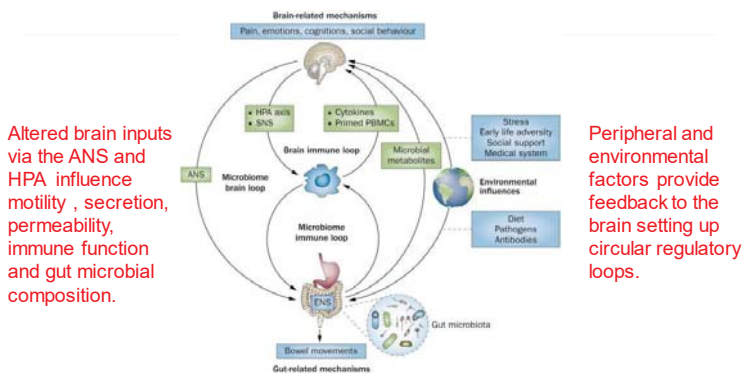 Brain-related mechanisms
Pain, emotions, cognitions, social behaviour
Altered brain inputs
via the ANS and
HPA influence
motility , secretion,
permeability,
immune function
and gut microbial
composition.
▪ HPA axis
▪ SNS
▪ Cytokines
▪ Primed PBMCs
Brain immune loop
ANS
Microbiome
brain loop
Microbial
metabolites
Microbiome
immune loop
Stress
Early life adversity
Social support
Medical system
Environmental
influences
Diet
Pathogens
Antibodies
ENS
Gut microbiota
Bowel movements
Gut-related mechanisms
Peripheral and
environmental
factors provide
feedback to the
brain setting up
circular regulatory
loops.